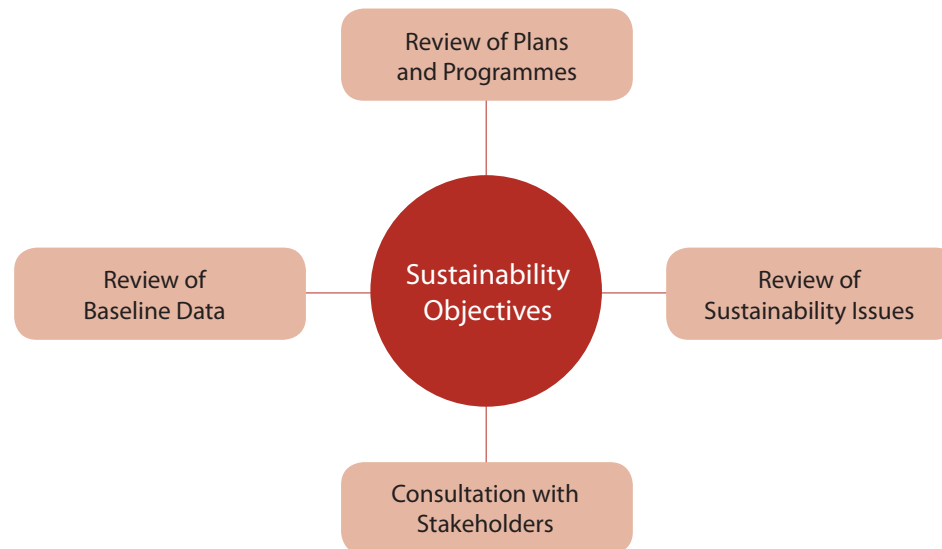 Review of Plans
and Programmes
Review of
Baseline Data
Sustainability
Objectives
Review of
Sustainability Issues
Consultation with
Stakeholders